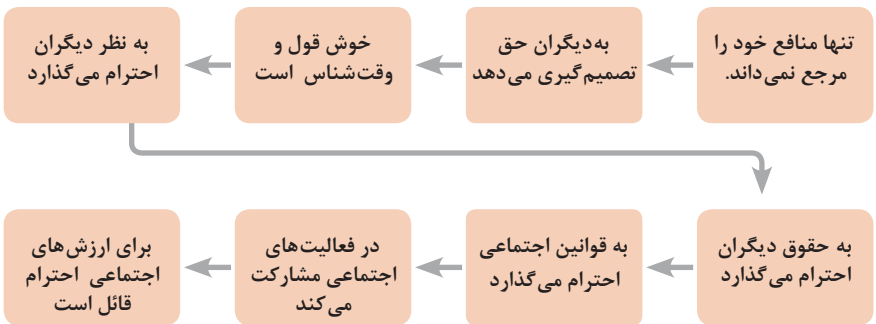 تنها منافع خود را
مرجع نمی‌داند.
به‌دیگران حق
تصمیم‌گیری می‌دهد
خوش قول و
وقت‌شناس است
به نظر دیگران
احترام می‌گذارد
به حقوق دیگران
احترام می‌گذارد
به قوانین اجتماعی
احترام می‌گذارد
در فعالیت‌های
اجتماعی مشارکت
می‌کند
برای ارزش‌های
اجتماعی احترام
قائل است